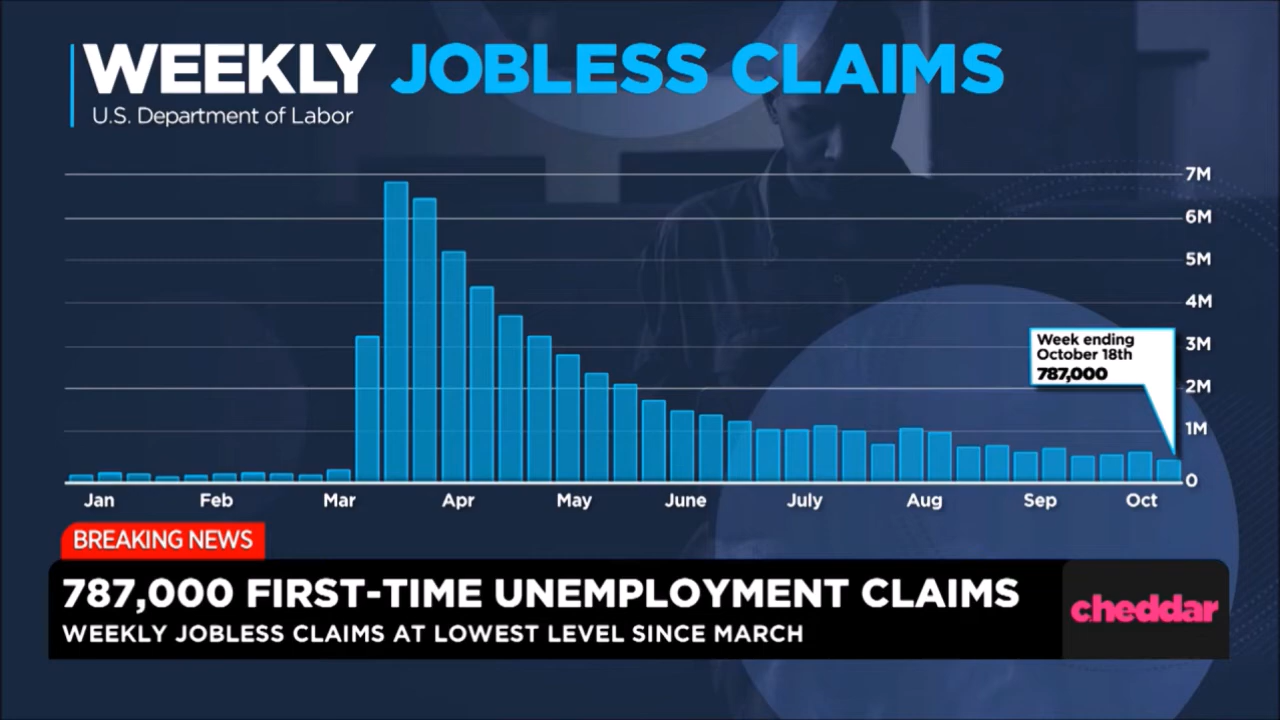 WEEKLY JOBLESS CLAIMS
U.S. Department of Labor
7M
6M
5M
4M
3M
2M
1M
0
Week ending
October 18th
787,000
Jan Feb Mar Apr May June July Aug Sep Oct
BREAKING NEWS
787,000 FIRST-TIME UNEMPLOYMENT CLAIMS
WEEKLY JOBLESS CLAIMS AT LOWEST LEVEL SINCE MARCH
cheddar